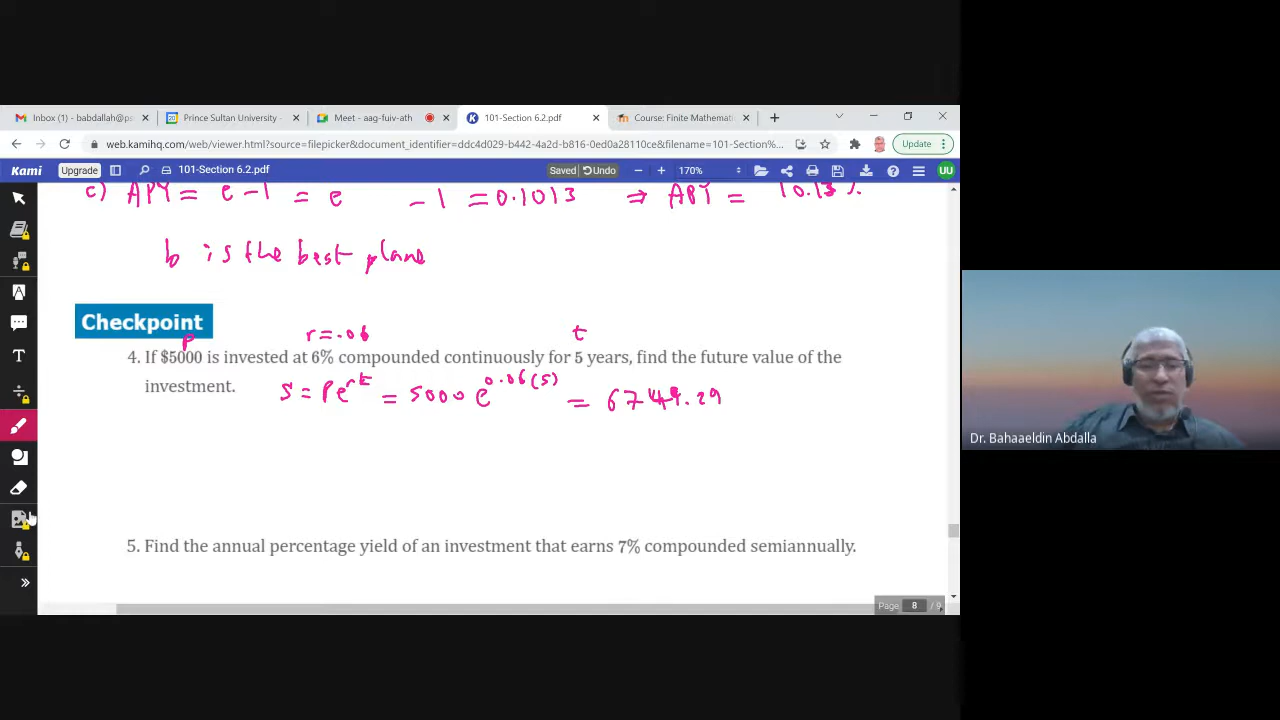 Inbox (1) - babdallah@ps
Prince Sultan University -
Meet - aag-fuiv-ath
101-Section 6.2.pdf
Course: Finite Mathemati
web.kamihq.com/web/viewer.html?source=filepicker&document_identifier=ddc4d029-b442-4a2d-b816-0ed0a28110ce&filename=101-Section%...
Update
Kami
Upgrade
101-Section 6.2.pdf
Saved
Undo
170%
UU
c) APY = e - 1 = e - 1 = 0.1013 ⇒ APY = 10.13%.
b is the best plane
Checkpoint
P r = .06 t
4. If $5000 is invested at 6% compounded continuously for 5 years, find the future value of the
investment.
S = Pe^rt = 5000 e^0.06(5) = 6749.29
5. Find the annual percentage yield of an investment that earns 7% compounded semiannually.
Page 8 / 9
Dr. Bahaaeldin Abdalla